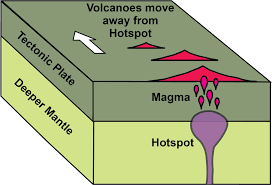 Volcanoes move
away from
Hotspot
Tectonic Plate
Magma
Deeper Mantle
Hotspot